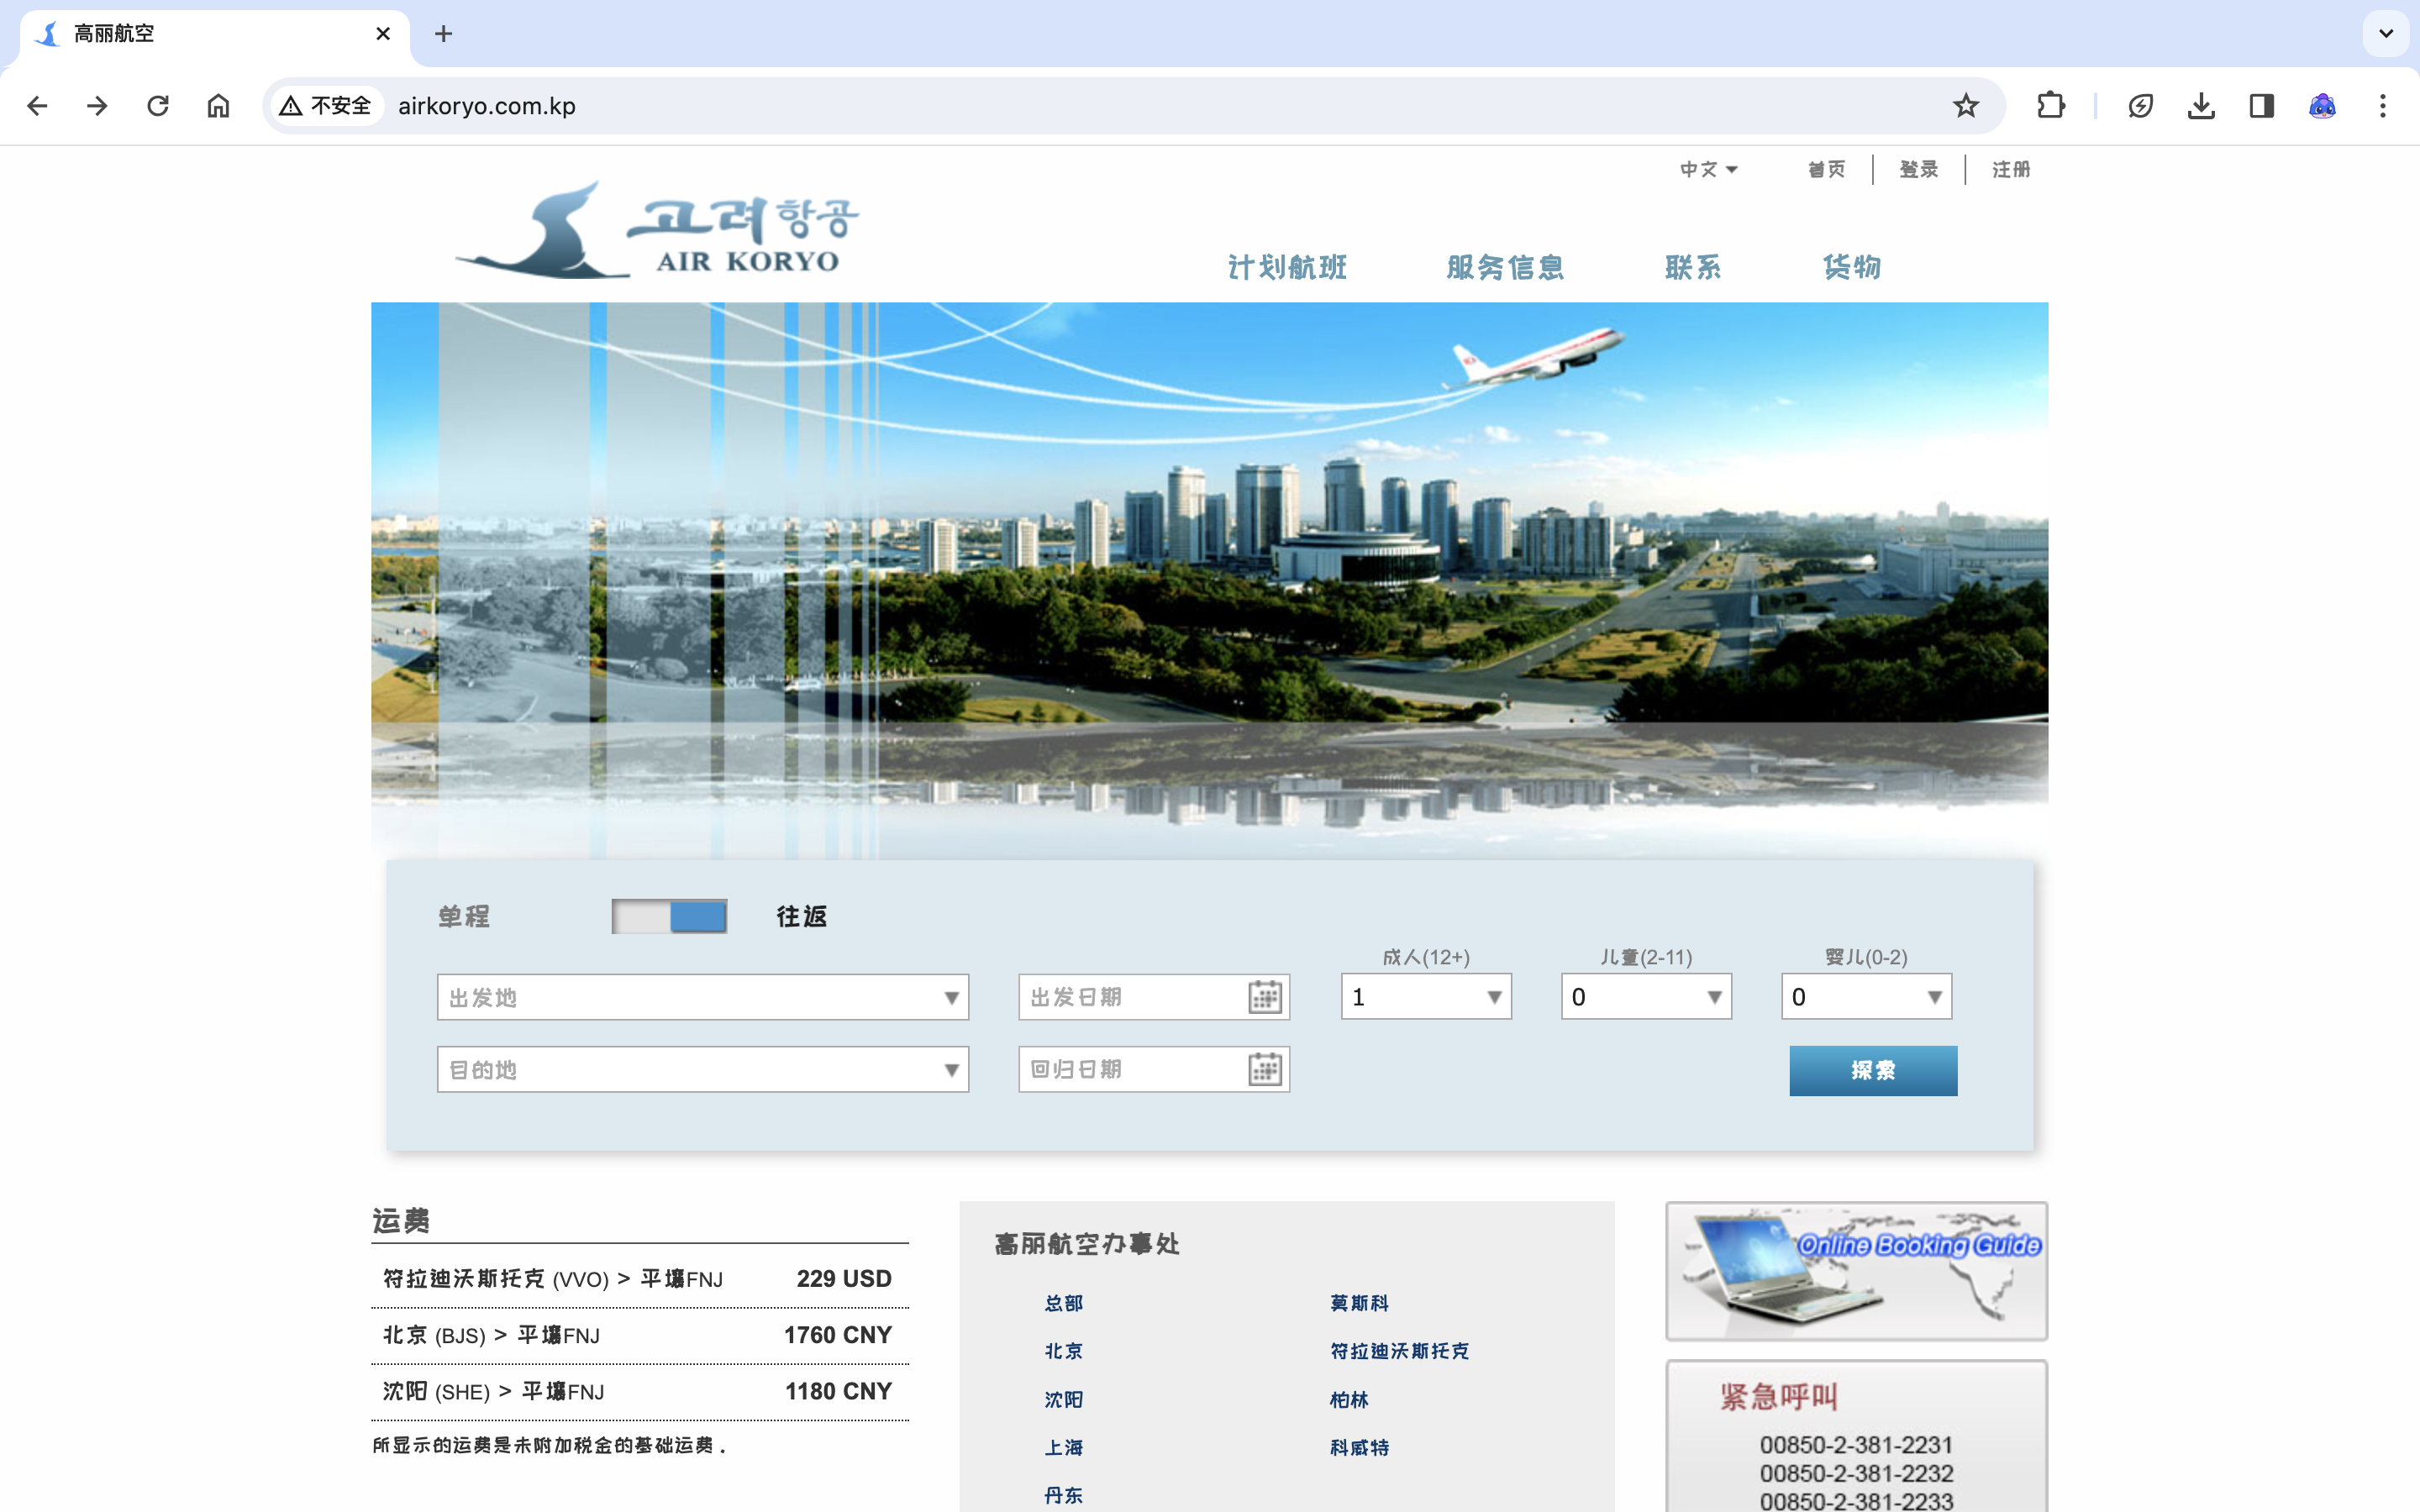 高丽航空
不安全 airkoryo.com.kp
中文 首页 登录 注册
고려항공
AIR KORYO
计划航班 服务信息 联系 货物
单程 往返
成人(12+) 儿童(2-11) 婴儿(0-2)
出发地 出发日期 1 0 0
目的地 回归日期 探索
运费
符拉迪沃斯托克 (VVO) > 平壤FNJ 229 USD
北京 (BJS) > 平壤FNJ 1760 CNY
沈阳 (SHE) > 平壤FNJ 1180 CNY
所显示的运费是未附加税金的基础运费 .
高丽航空办事处
总部 莫斯科
北京 符拉迪沃斯托克
沈阳 柏林
上海 科威特
丹东
Online Booking Guide
紧急呼叫
00850-2-381-2231
00850-2-381-2232
00850-2-381-2233